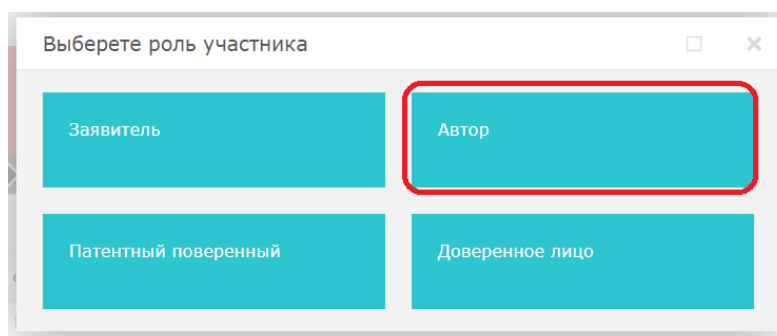 Выберете роль участника
Заявитель
Автор
Патентный поверенный
Доверенное лицо